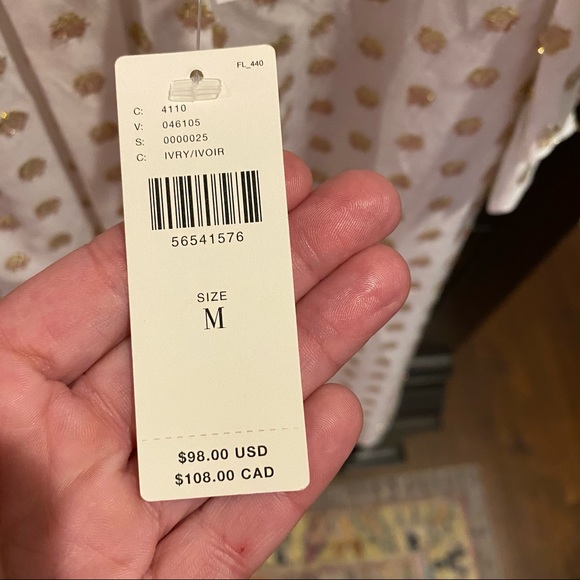 FL_440
C: 4110
V: 046105
S: 0000025
C: IVRY/IVOIR
56541576
SIZE
M
$98.00 USD
$108.00 CAD